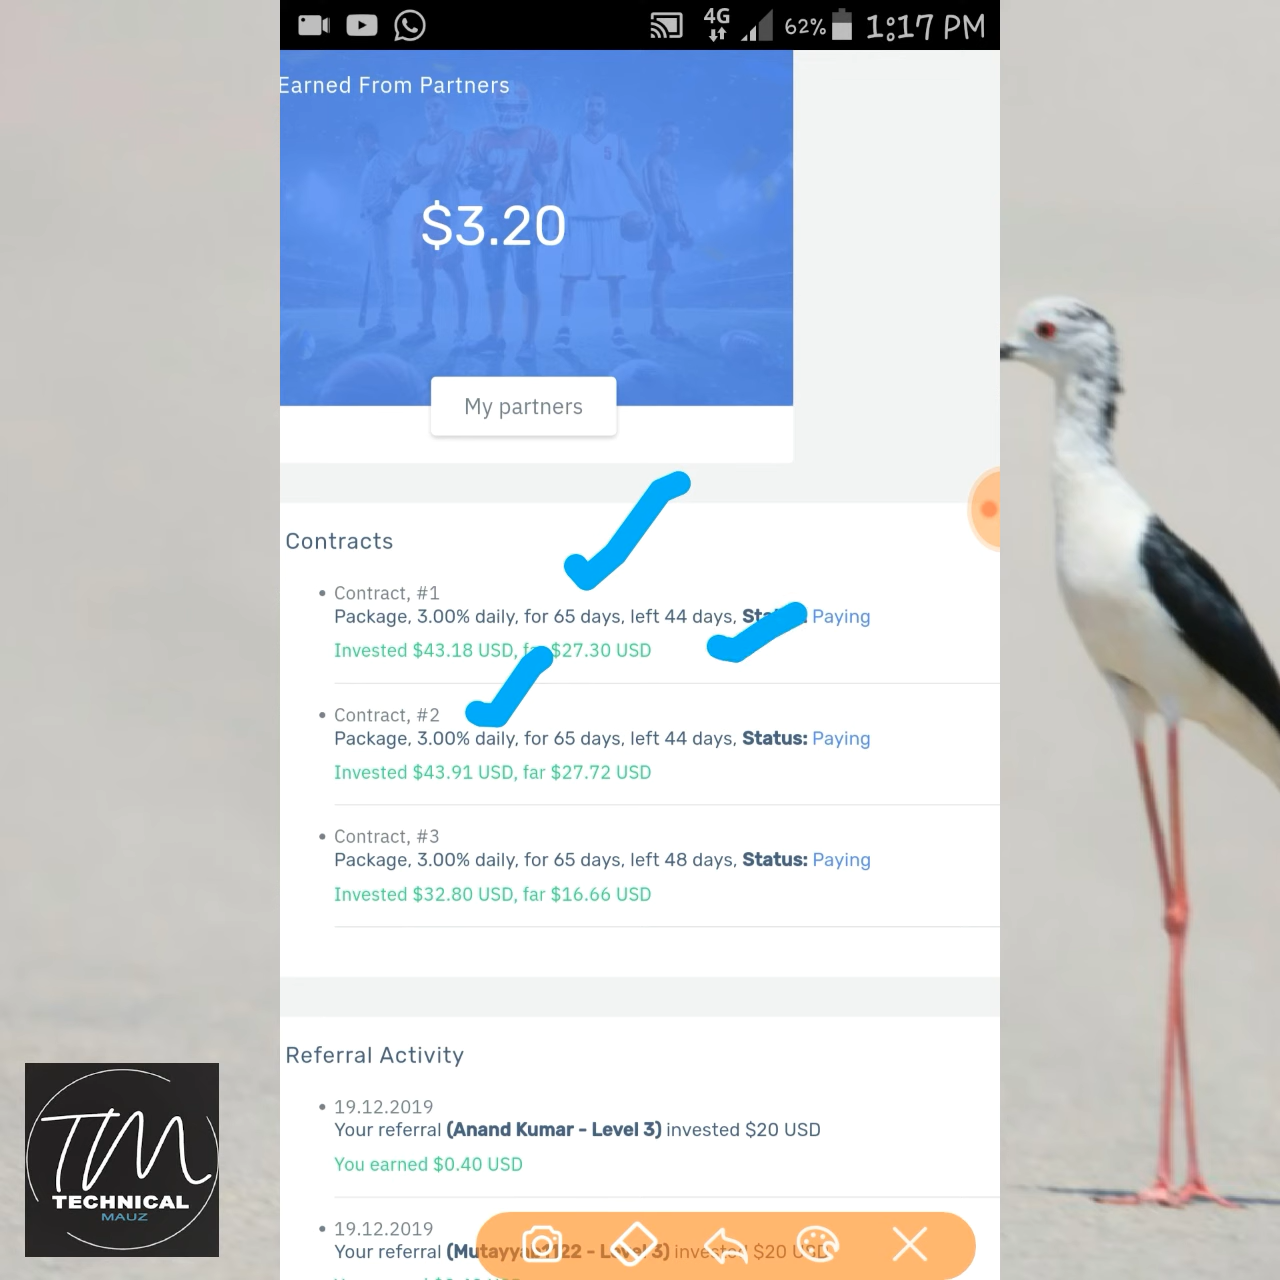 4G
62%
1:17 PM
Earned From Partners
$3.20
My partners
Contracts
Contract, #1
Package, 3.00% daily, for 65 days, left 44 days, Paying
Invested $43.18 USD, $27.30 USD
Contract, #2
Package, 3.00% daily, for 65 days, left 44 days, Status: Paying
Invested $43.91 USD, far $27.72 USD
Contract, #3
Package, 3.00% daily, for 65 days, left 48 days, Status: Paying
Invested $32.80 USD, far $16.66 USD
Referral Activity
19.12.2019
Your referral (Anand Kumar - Level 3) invested $20 USD
You earned $0.40 USD
19.12.2019
Your referral - Level 3) invested $20 USD
TM
TECHNICAL
MAUZ